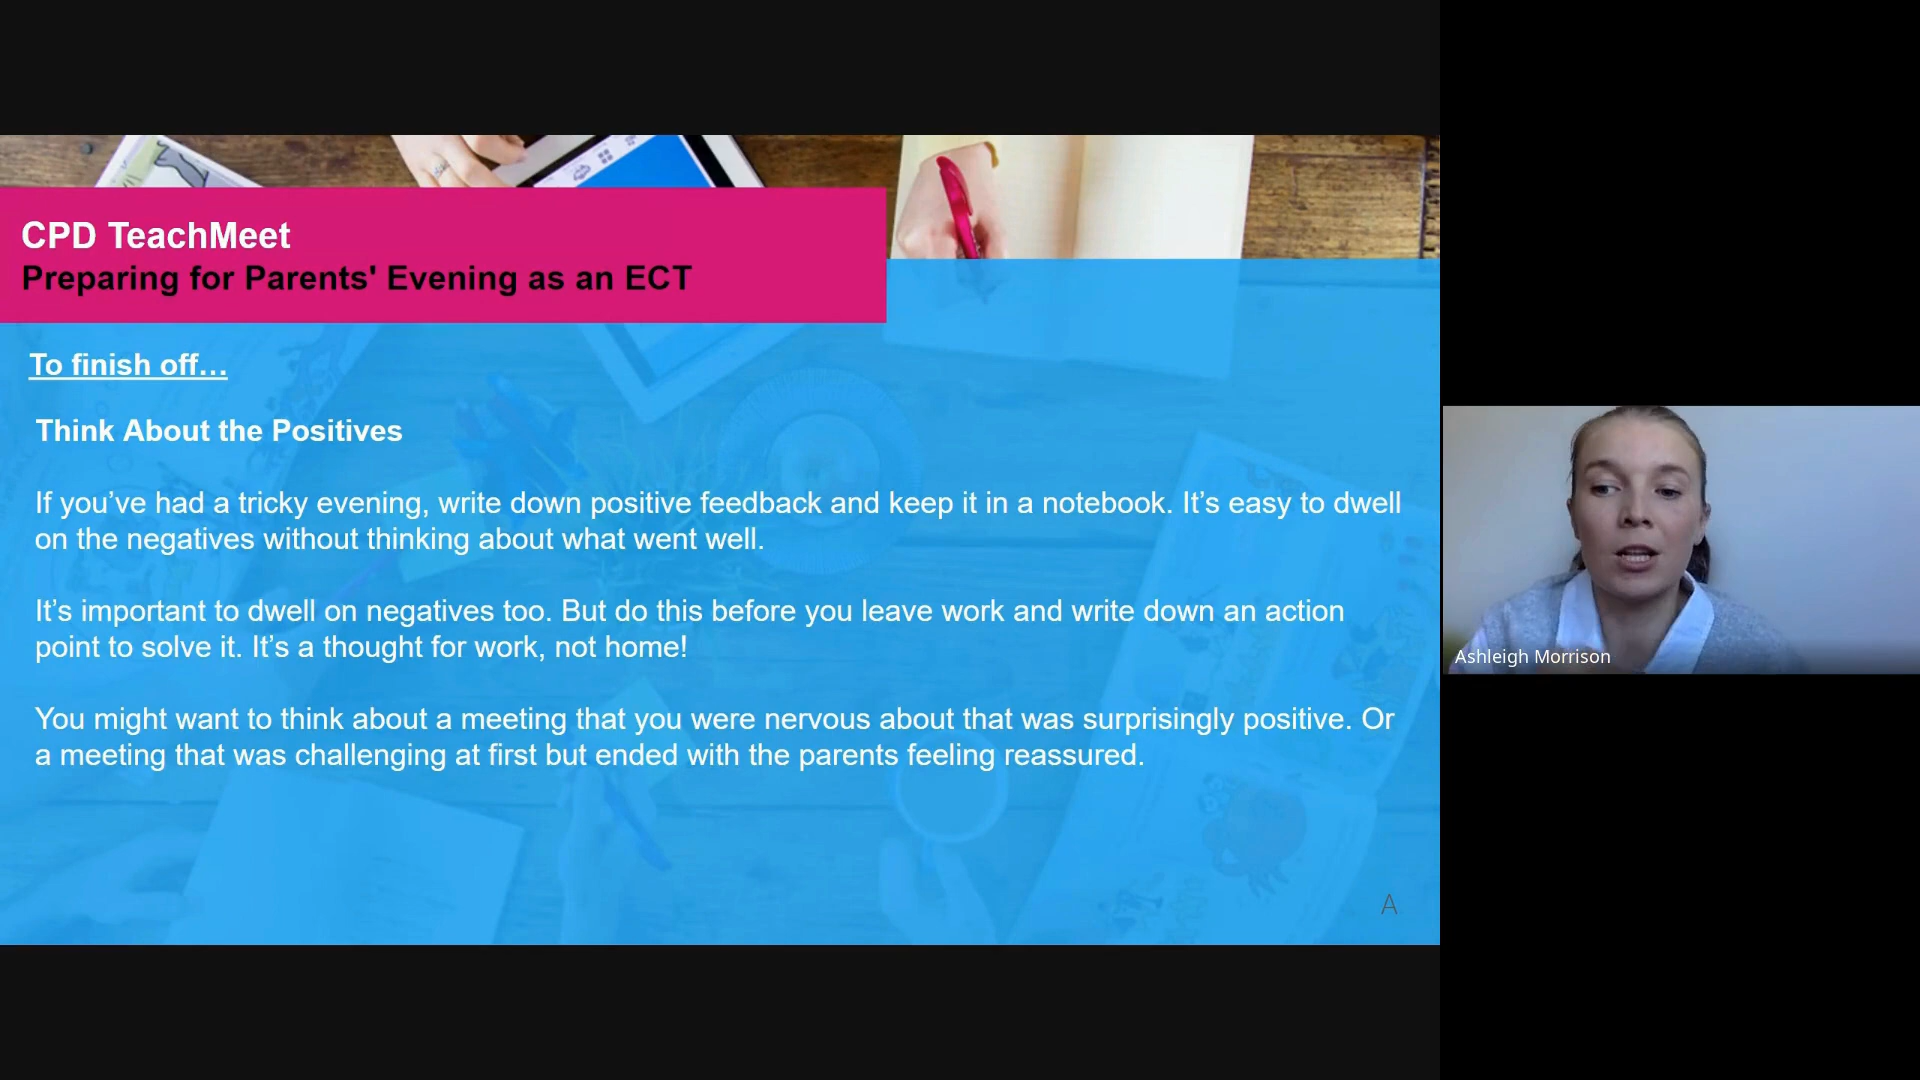 CPD TeachMeet
Preparing for Parents' Evening as an ECT
To finish off…
Think About the Positives
If you’ve had a tricky evening, write down positive feedback and keep it in a notebook. It’s easy to dwell
on the negatives without thinking about what went well.
It’s important to dwell on negatives too. But do this before you leave work and write down an action
point to solve it. It’s a thought for work, not home!
You might want to think about a meeting that you were nervous about that was surprisingly positive. Or
a meeting that was challenging at first but ended with the parents feeling reassured.
A
Ashleigh Morrison